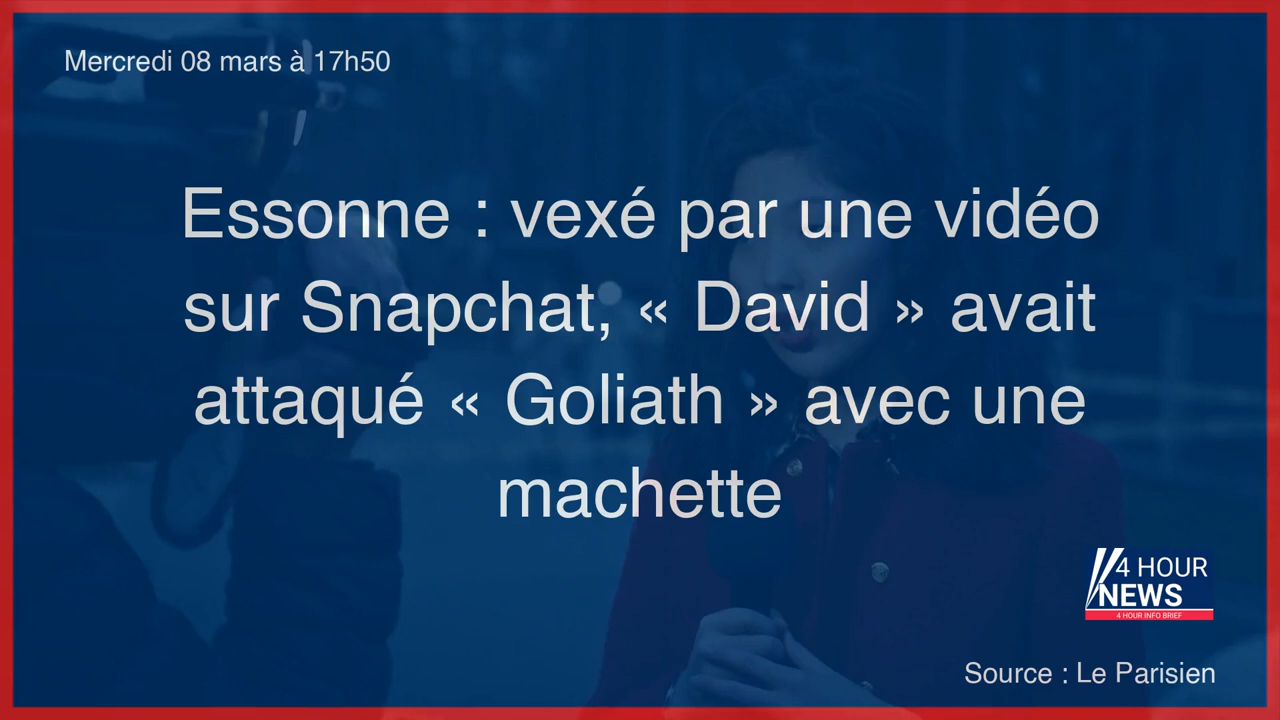 Mercredi 08 mars à 17h50
Essonne : vexé par une vidéo
sur Snapchat, « David » avait
attaqué « Goliath » avec une
machette
4 HOUR
NEWS
4 HOUR INFO BRIEF
Source : Le Parisien